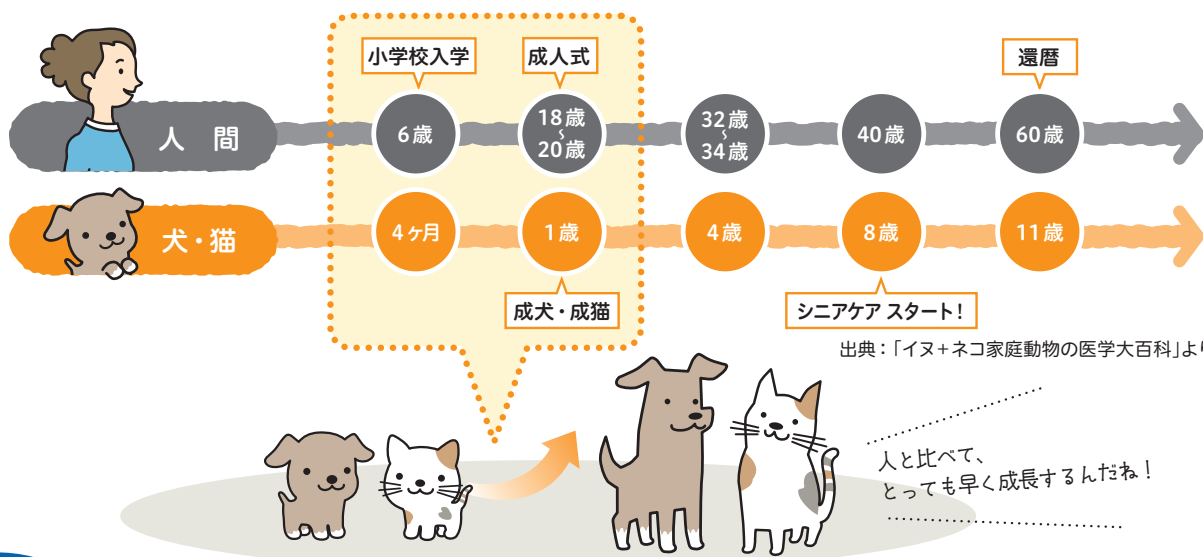 小学校入学
成人式
還暦
人 間
6歳
18歳
〜
20歳
32歳
〜
34歳
40歳
60歳
犬・猫
4ヶ月
1歳
4歳
8歳
11歳
成犬・成猫
シニアケア スタート!
出典:「イヌ+ネコ家庭動物の医学大百科」より
人と比べて、
とっても早く成長するんだね!